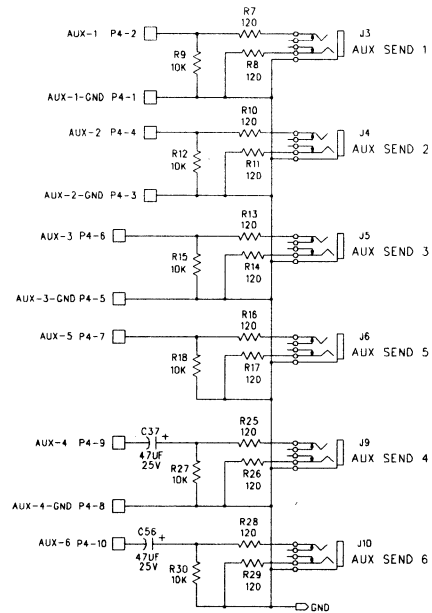 R7
120
AUX-1 P4-2
J3
AUX SEND 1
R9
10K
R8
120
AUX-1-GND P4-1
R10
120
AUX-2 P4-4
J4
AUX SEND 2
R12
10K
R11
120
AUX-2-GND P4-3
R13
120
AUX-3 P4-6
J5
AUX SEND 3
R15
10K
R14
120
AUX-3-GND P4-5
R16
120
AUX-5 P4-7
J6
AUX SEND 5
R18
10K
R17
120
R25
120
C37
+
AUX-4 P4-9
47UF
25V
J9
AUX SEND 4
R27
10K
R26
120
AUX-4-GND P4-8
R28
120
C56
+
AUX-6 P4-10
47UF
25V
J10
AUX SEND 6
R30
10K
R29
120
GND